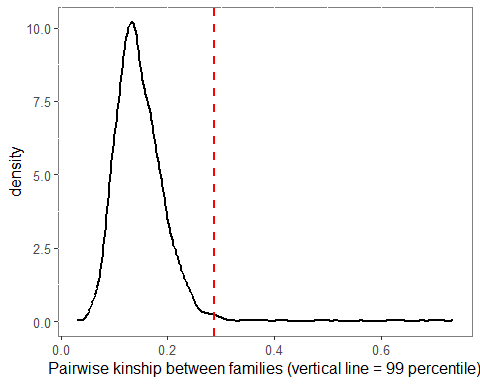 10.0
7.5
5.0
2.5
0.0
density
0.0 0.2 0.4 0.6
Pairwise kinship between families (vertical line = 99 percentile)